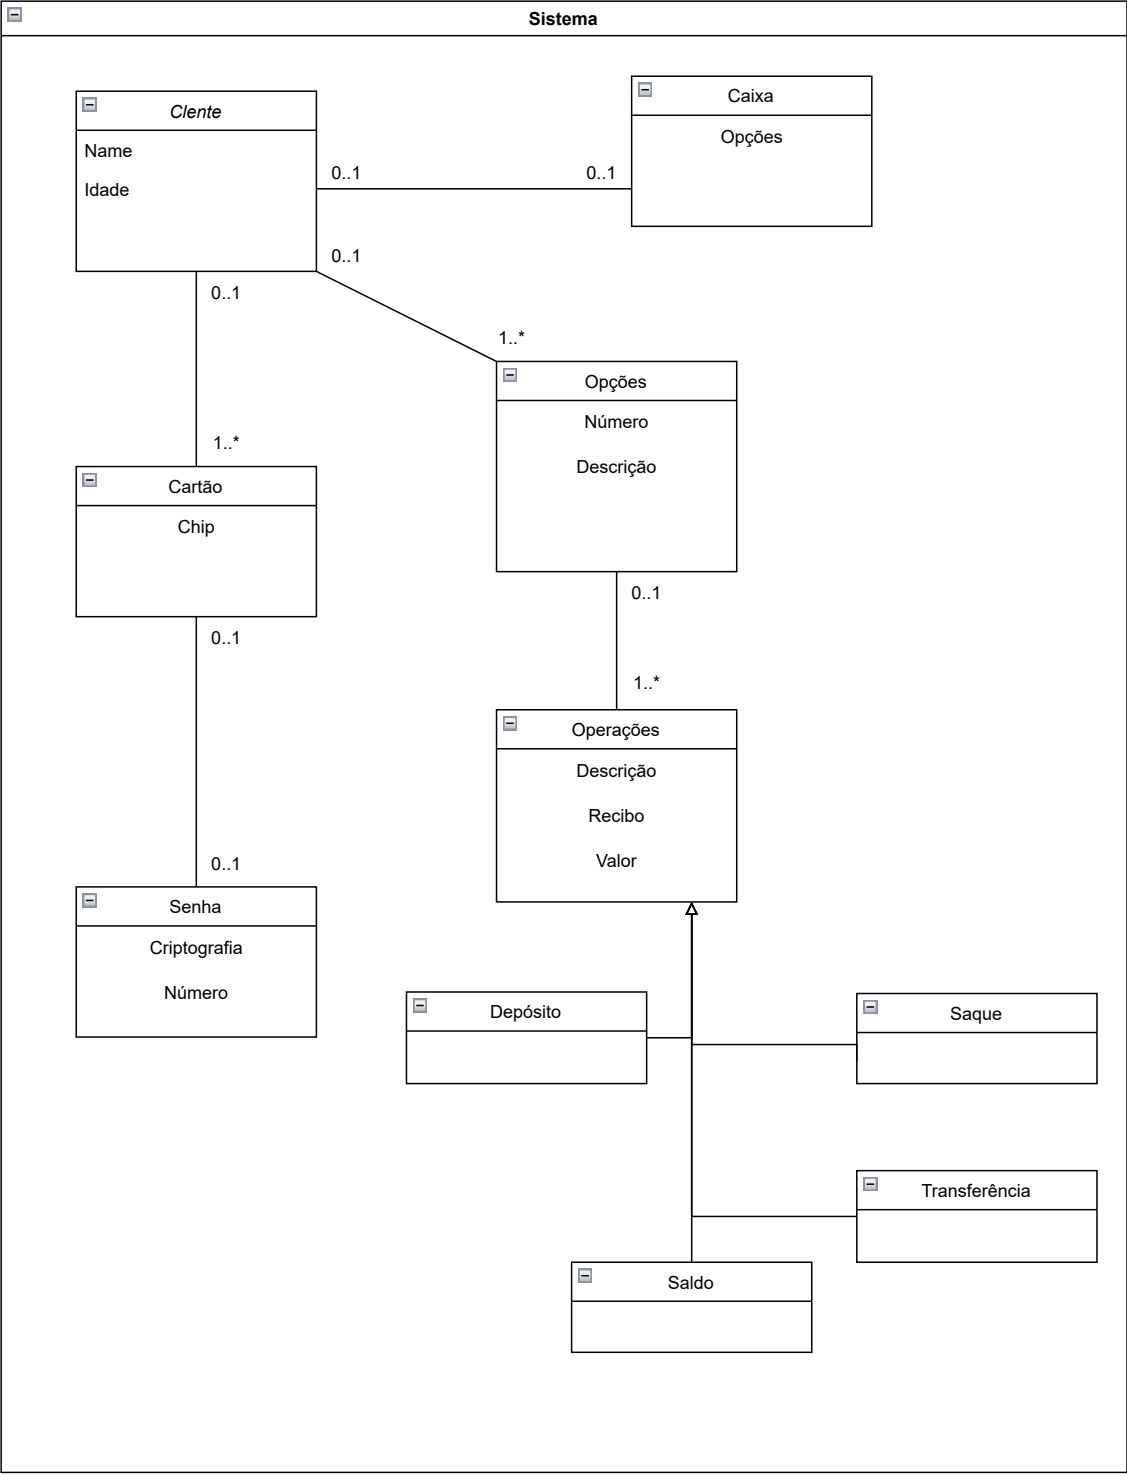 Sistema
Clente
Name
Idade
Caixa
Opções
0..1
0..1
0..1
0..1
1..*
Opções
Número
Descrição
1..*
Cartão
Chip
0..1
0..1
1..*
Operações
Descrição
Recibo
Valor
0..1
Senha
Criptografia
Número
Depósito
Saque
Transferência
Saldo